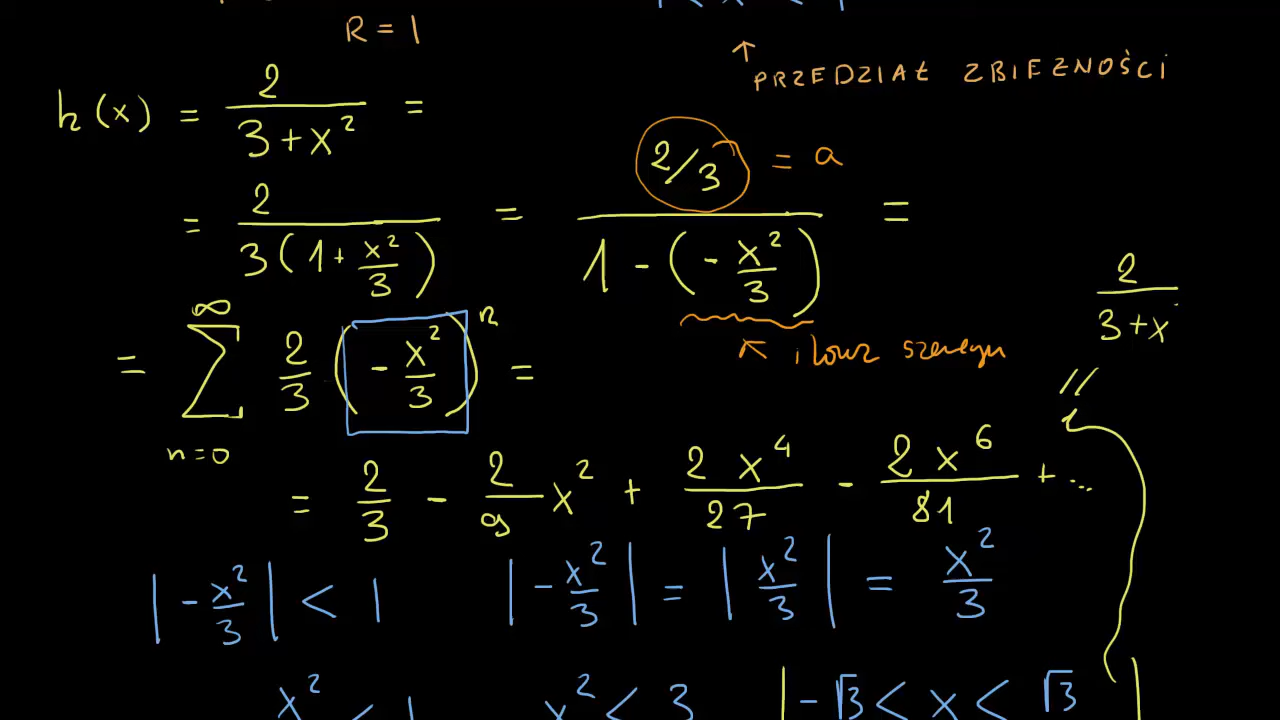 R = 1
↑ PRZEDZIAŁ ZBIEŻNOŚCI
h(x) = 2/(3+x²) =
= 2/(3(1+x²/3)) = (2/3)/(1-(-x²/3)) =
2/3 = a
↖ iloraz szeregu
2/(3+x
= ∑_{n=0}^{∞} 2/3 (-x²/3)ⁿ =
= 2/3 - 2/9 x² + 2x⁴/27 - 2x⁶/81 + ...
|-x²/3| < 1 |-x²/3| = |x²/3| = x²/3
x² < 1 x² < 3 |-√3 < x < √3|